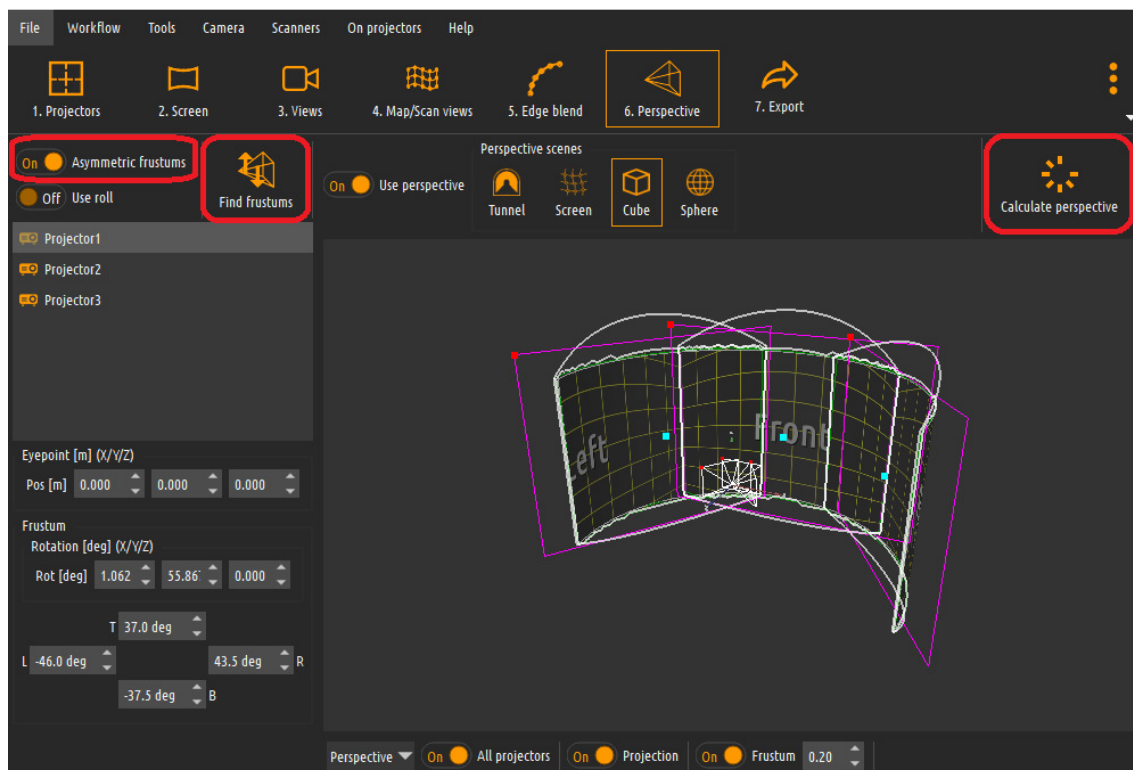 File Workflow Tools Camera Scanners On projectors Help
1. Projectors 2. Screen 3. Views 4. Map/Scan views 5. Edge blend 6. Perspective 7. Export
On Asymmetric frustums
Off Use roll
Find frustums
On Use perspective
Perspective scenes
Tunnel Screen Cube Sphere
Calculate perspective
Projector1
Projector2
Projector3
Eyepoint [m] (X/Y/Z)
Pos [m] 0.000 0.000 0.000
Frustum
Rotation [deg] (X/Y/Z)
Rot [deg] 1.062 55.86 0.000
T 37.0 deg
L -46.0 deg 43.5 deg R
-37.5 deg B
Left Front
Perspective On All projectors On Projection On Frustum 0.20